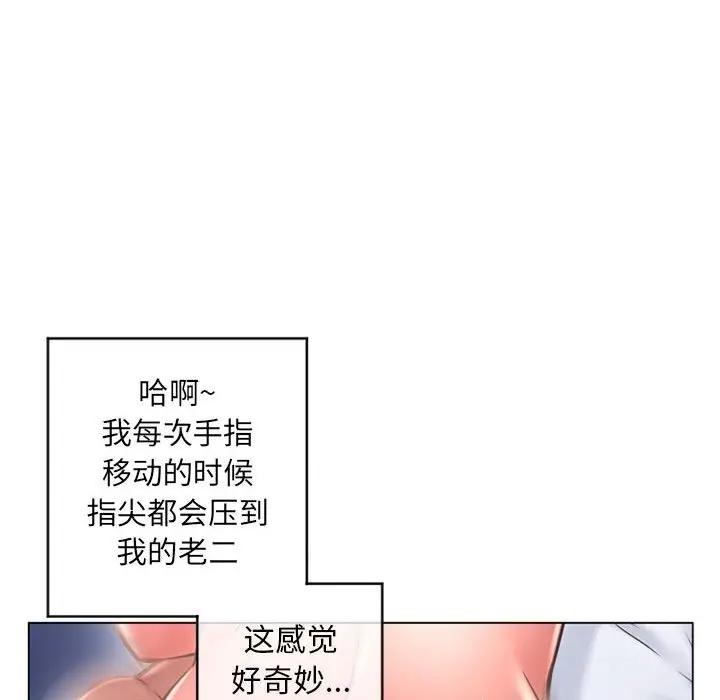 哈啊~
我每次手指
移动的时候
指尖都会压到
我的老二
这感觉
好奇妙...